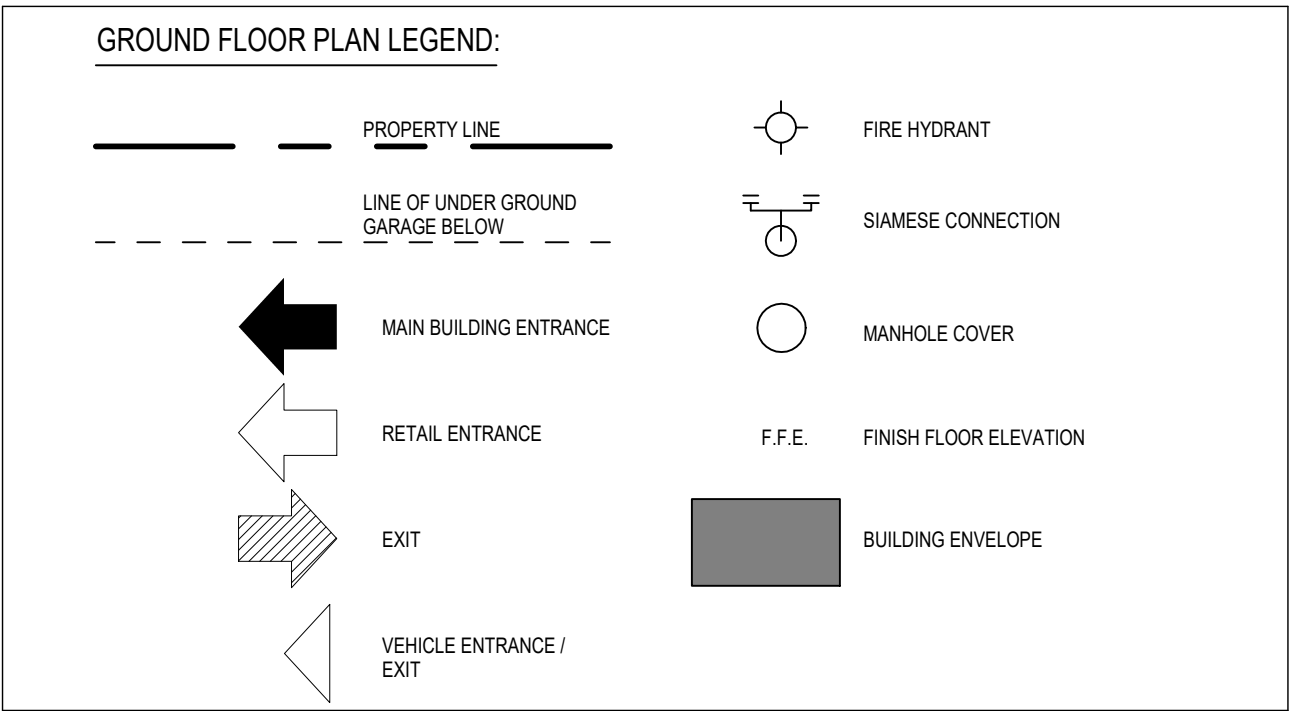 GROUND FLOOR PLAN LEGEND:
PROPERTY LINE
LINE OF UNDER GROUND
GARAGE BELOW
MAIN BUILDING ENTRANCE
RETAIL ENTRANCE
EXIT
VEHICLE ENTRANCE /
EXIT
FIRE HYDRANT
SIAMESE CONNECTION
MANHOLE COVER
F.F.E. FINISH FLOOR ELEVATION
BUILDING ENVELOPE